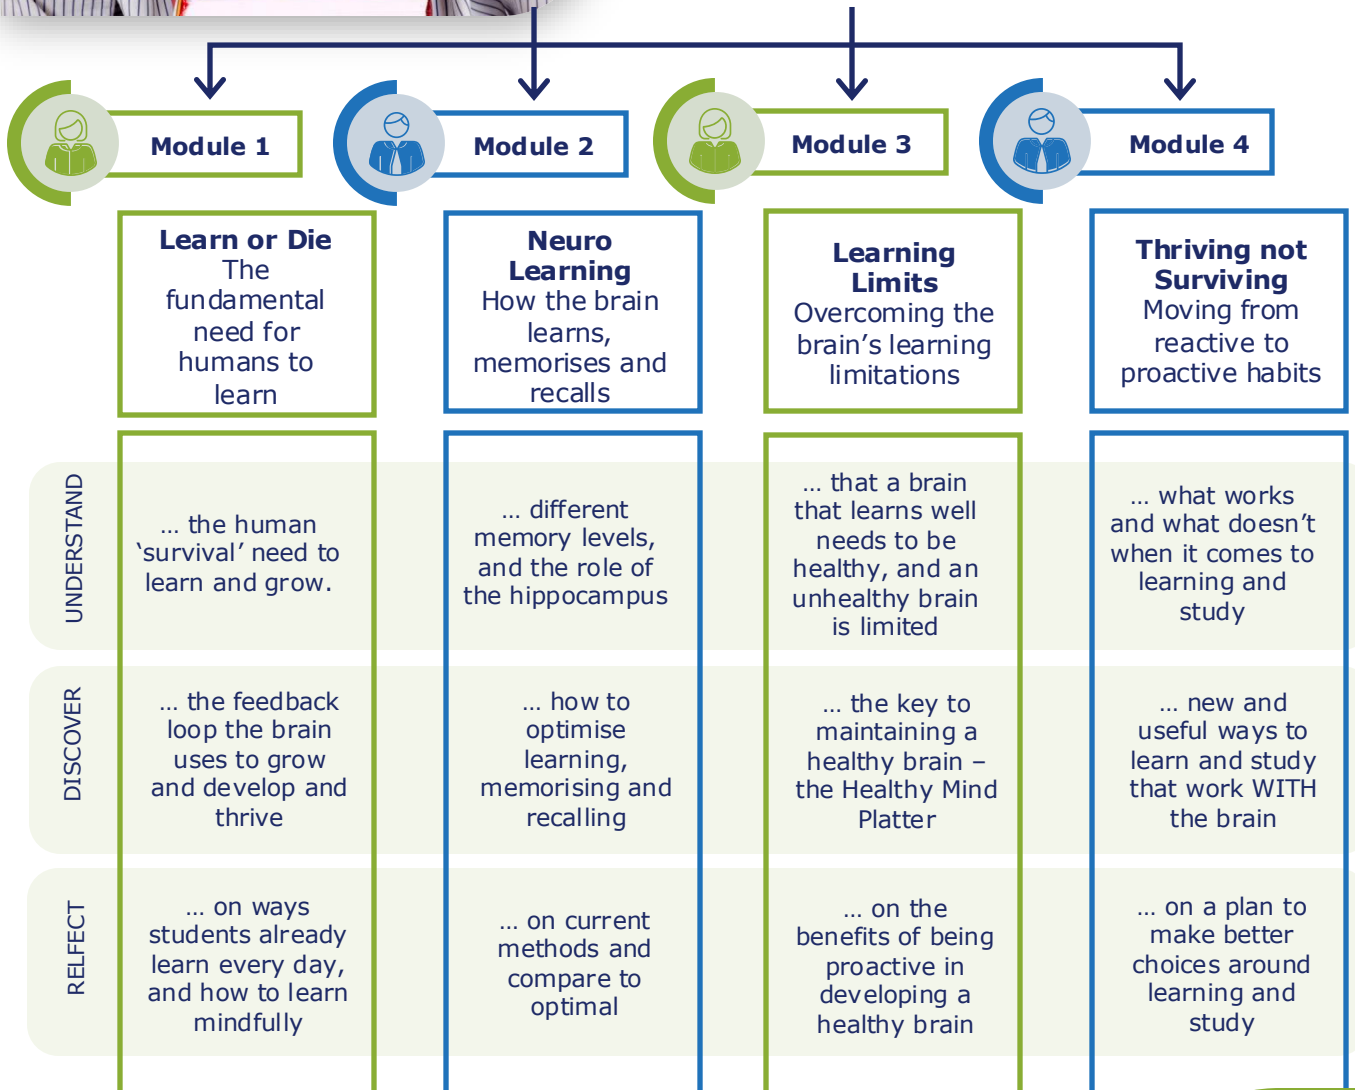 Module 1
Module 2
Module 3
Module 4
Learn or Die
The
fundamental
need for
humans to
learn
Neuro
Learning
How the brain
learns,
memorises and
recalls
Learning
Limits
Overcoming the
brain’s learning
limitations
Thriving not
Surviving
Moving from
reactive to
proactive habits
UNDERSTAND
... the human
‘survival’ need to
learn and grow.
... different
memory levels,
and the role of
the hippocampus
... that a brain
that learns well
needs to be
healthy, and an
unhealthy brain
is limited
... what works
and what doesn’t
when it comes to
learning and
study
DISCOVER
... the feedback
loop the brain
uses to grow
and develop and
thrive
... how to
optimise
learning,
memorising and
recalling
... the key to
maintaining a
healthy brain –
the Healthy Mind
Platter
... new and
useful ways to
learn and study
that work WITH
the brain
RELFECT
... on ways
students already
learn every day,
and how to learn
mindfully
... on current
methods and
compare to
optimal
... on the
benefits of being
proactive in
developing a
healthy brain
... on a plan to
make better
choices around
learning and
study